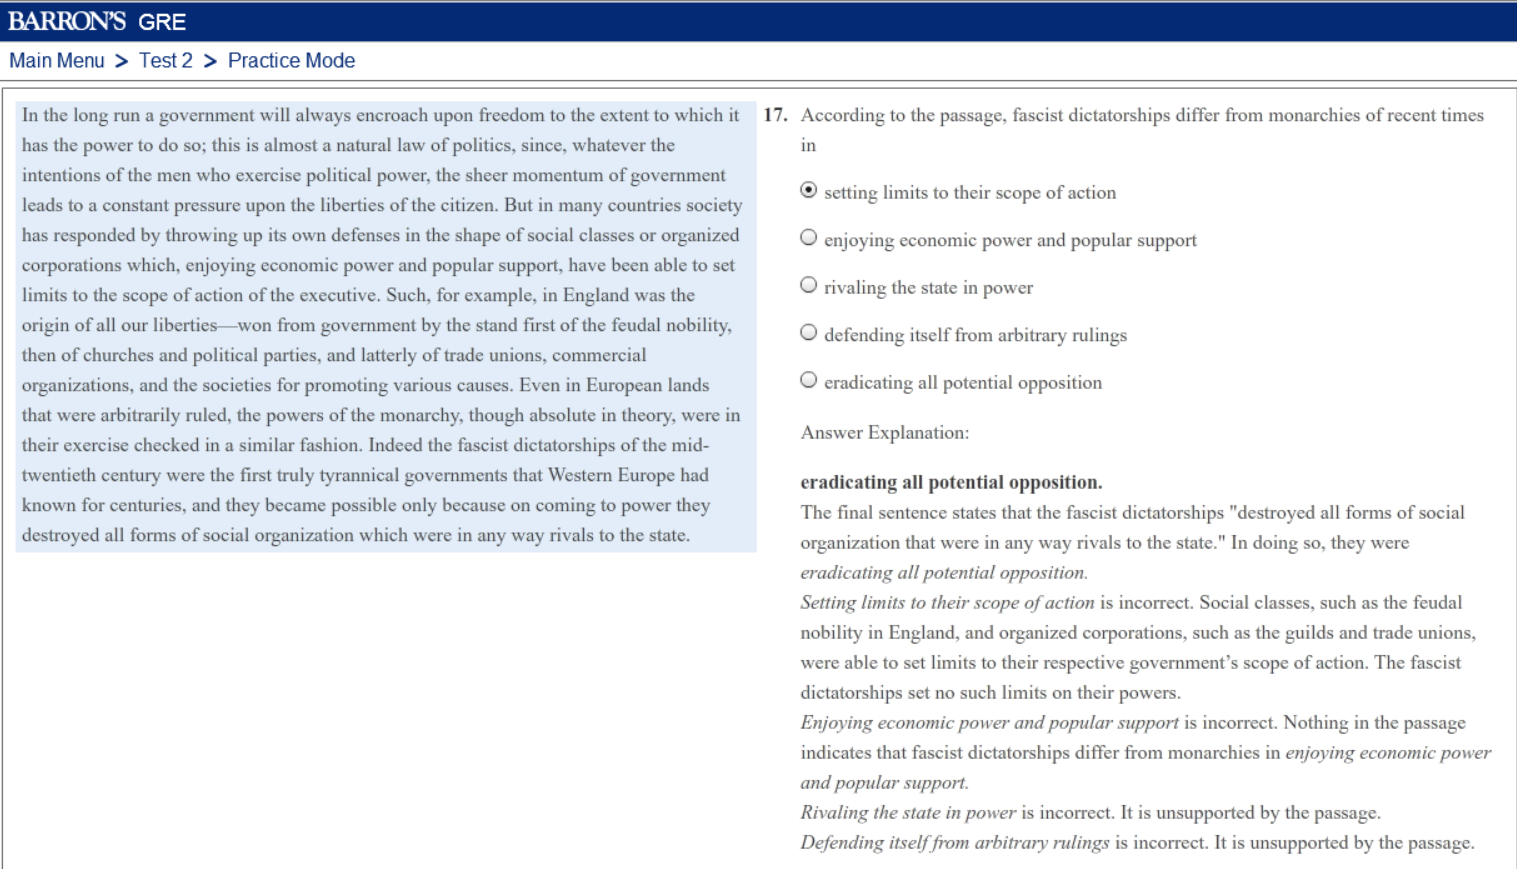 BARRON'S GRE
Main Menu > Test 2 > Practice Mode
In the long run a government will always encroach upon freedom to the extent to which it
has the power to do so; this is almost a natural law of politics, since, whatever the
intentions of the men who exercise political power, the sheer momentum of government
leads to a constant pressure upon the liberties of the citizen. But in many countries society
has responded by throwing up its own defenses in the shape of social classes or organized
corporations which, enjoying economic power and popular support, have been able to set
limits to the scope of action of the executive. Such, for example, in England was the
origin of all our liberties—won from government by the stand first of the feudal nobility,
then of churches and political parties, and latterly of trade unions, commercial
organizations, and the societies for promoting various causes. Even in European lands
that were arbitrarily ruled, the powers of the monarchy, though absolute in theory, were in
their exercise checked in a similar fashion. Indeed the fascist dictatorships of the mid-
twentieth century were the first truly tyrannical governments that Western Europe had
known for centuries, and they became possible only because on coming to power they
destroyed all forms of social organization which were in any way rivals to the state.
17. According to the passage, fascist dictatorships differ from monarchies of recent times
in
setting limits to their scope of action
enjoying economic power and popular support
rivaling the state in power
defending itself from arbitrary rulings
eradicating all potential opposition
Answer Explanation:
eradicating all potential opposition.
The final sentence states that the fascist dictatorships "destroyed all forms of social
organization that were in any way rivals to the state." In doing so, they were
eradicating all potential opposition.
Setting limits to their scope of action is incorrect. Social classes, such as the feudal
nobility in England, and organized corporations, such as the guilds and trade unions,
were able to set limits to their respective government's scope of action. The fascist
dictatorships set no such limits on their powers.
Enjoying economic power and popular support is incorrect. Nothing in the passage
indicates that fascist dictatorships differ from monarchies in enjoying economic power
and popular support.
Rivaling the state in power is incorrect. It is unsupported by the passage.
Defending itself from arbitrary rulings is incorrect. It is unsupported by the passage.